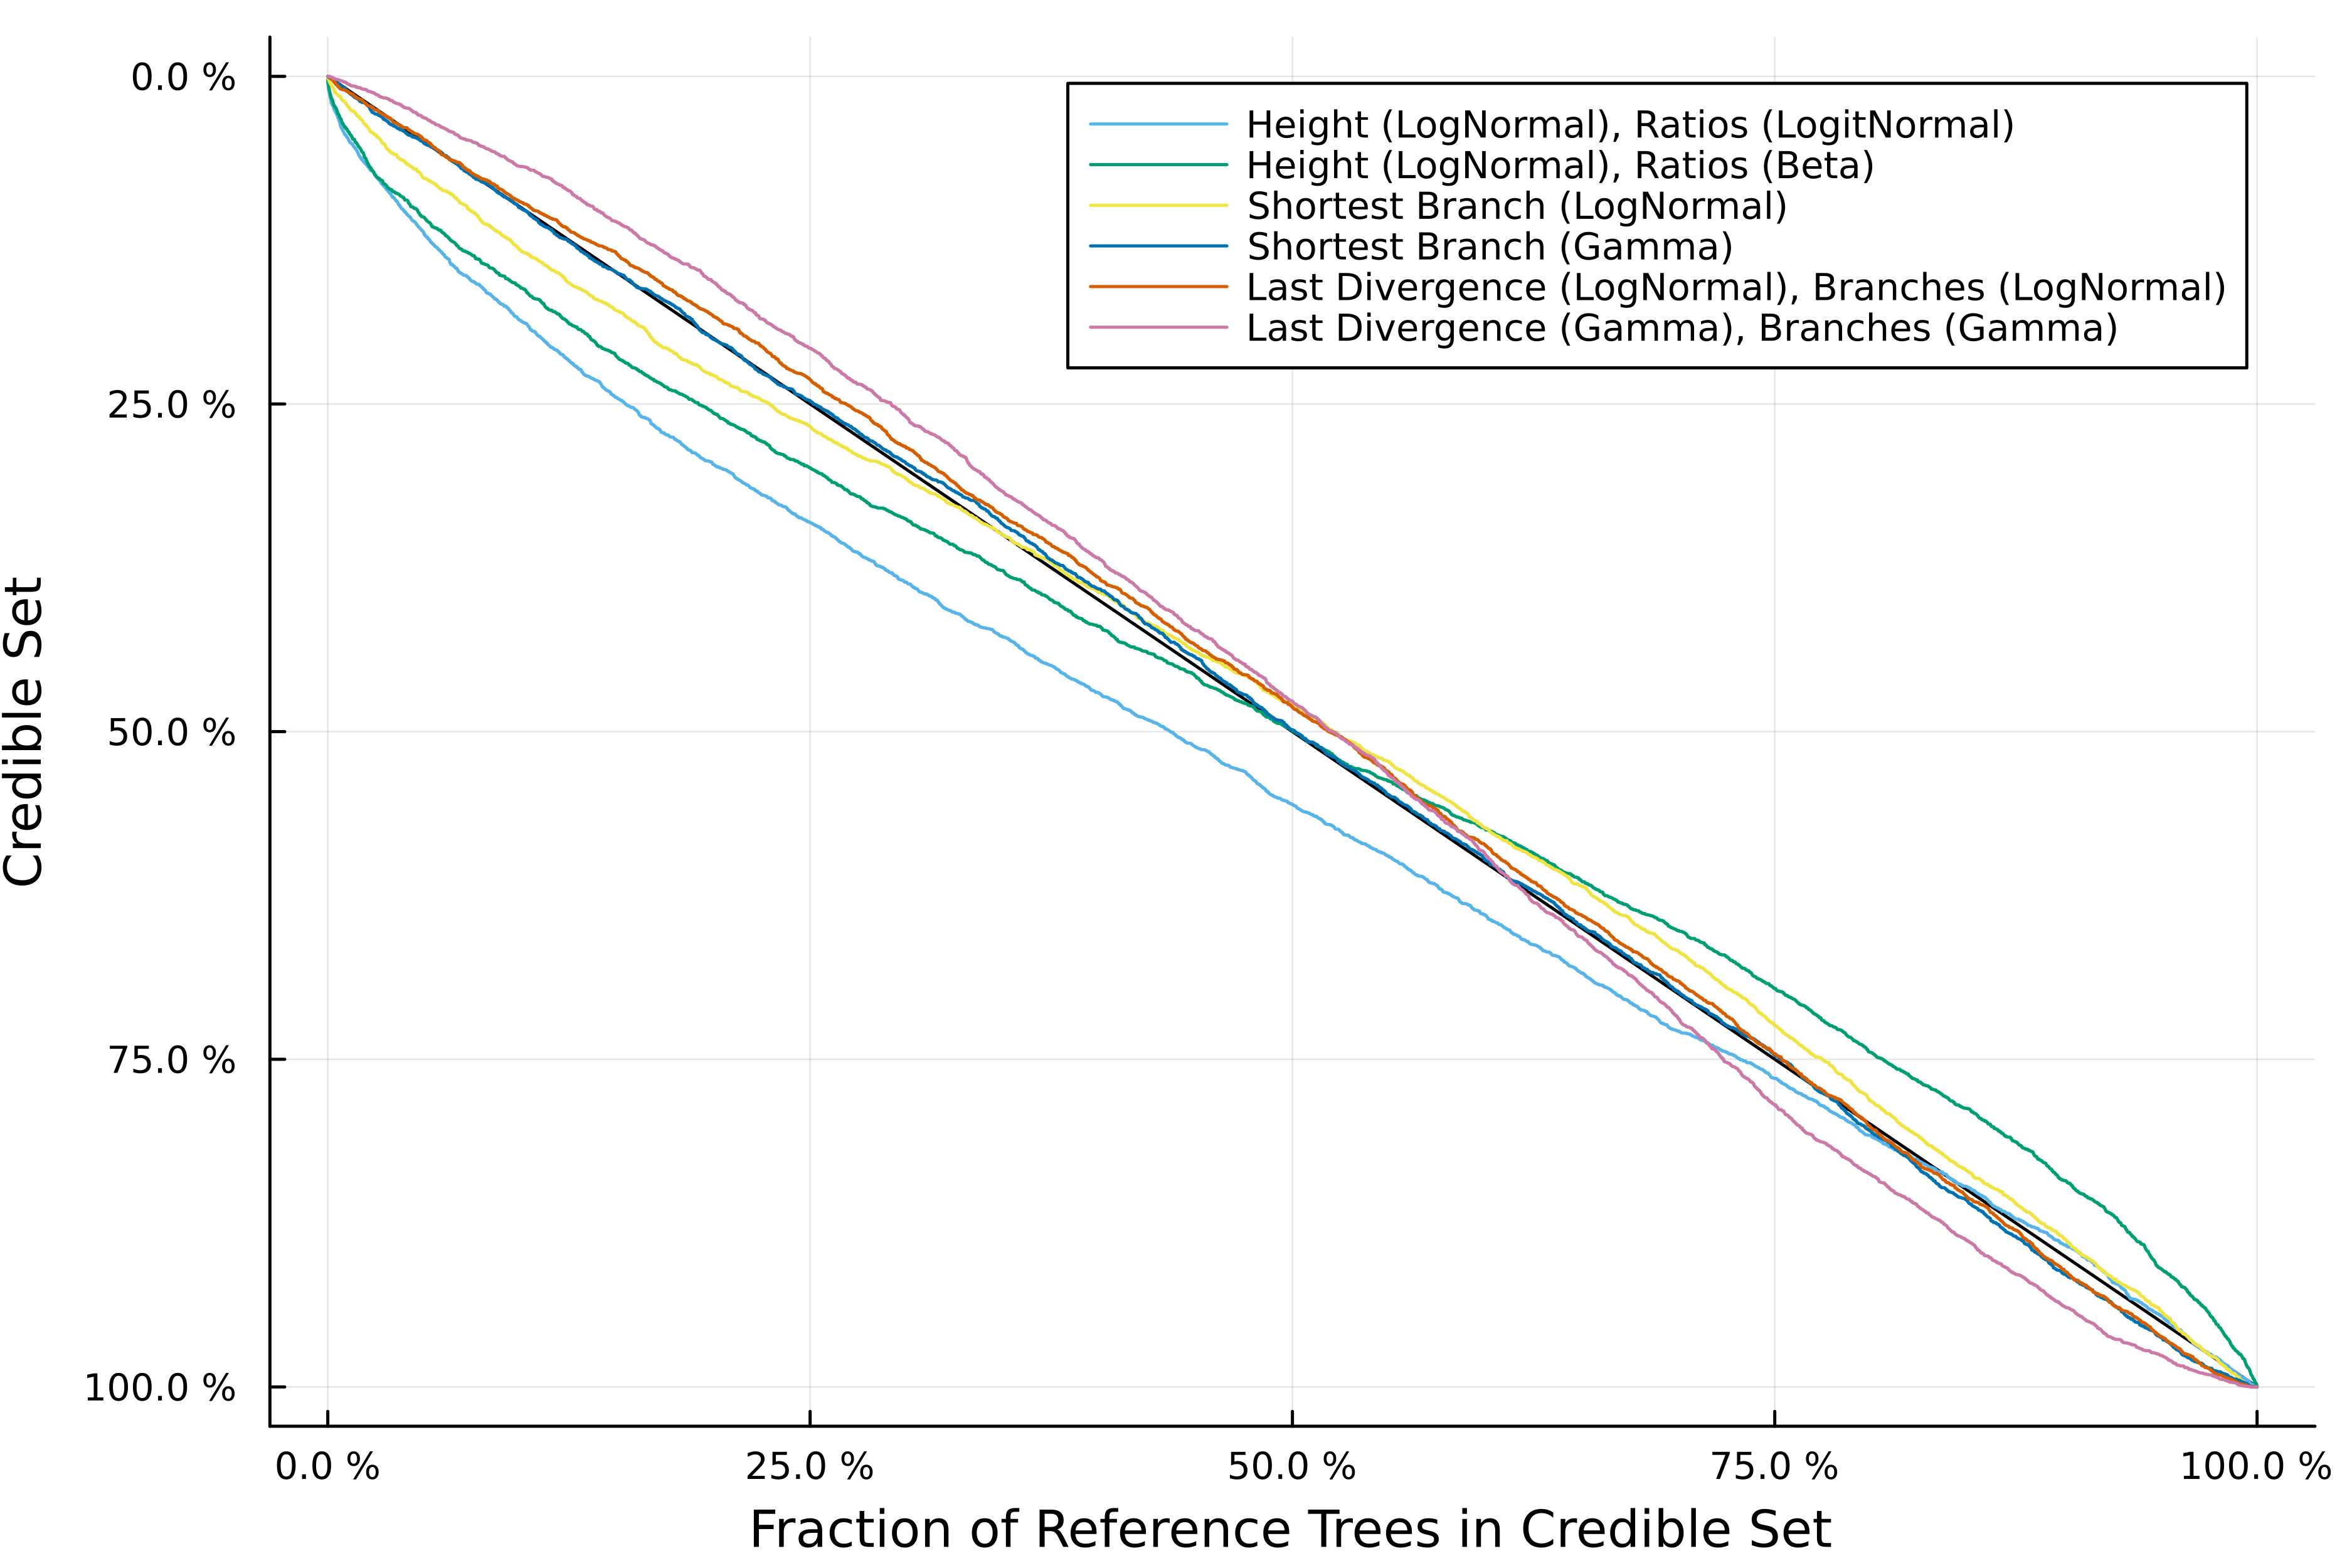 0.0 %
25.0 %
50.0 %
75.0 %
100.0 %
Credible Set
Height (LogNormal), Ratios (LogitNormal)
Height (LogNormal), Ratios (Beta)
Shortest Branch (LogNormal)
Shortest Branch (Gamma)
Last Divergence (LogNormal), Branches (LogNormal)
Last Divergence (Gamma), Branches (Gamma)
0.0 % 25.0 % 50.0 % 75.0 % 100.0 %
Fraction of Reference Trees in Credible Set